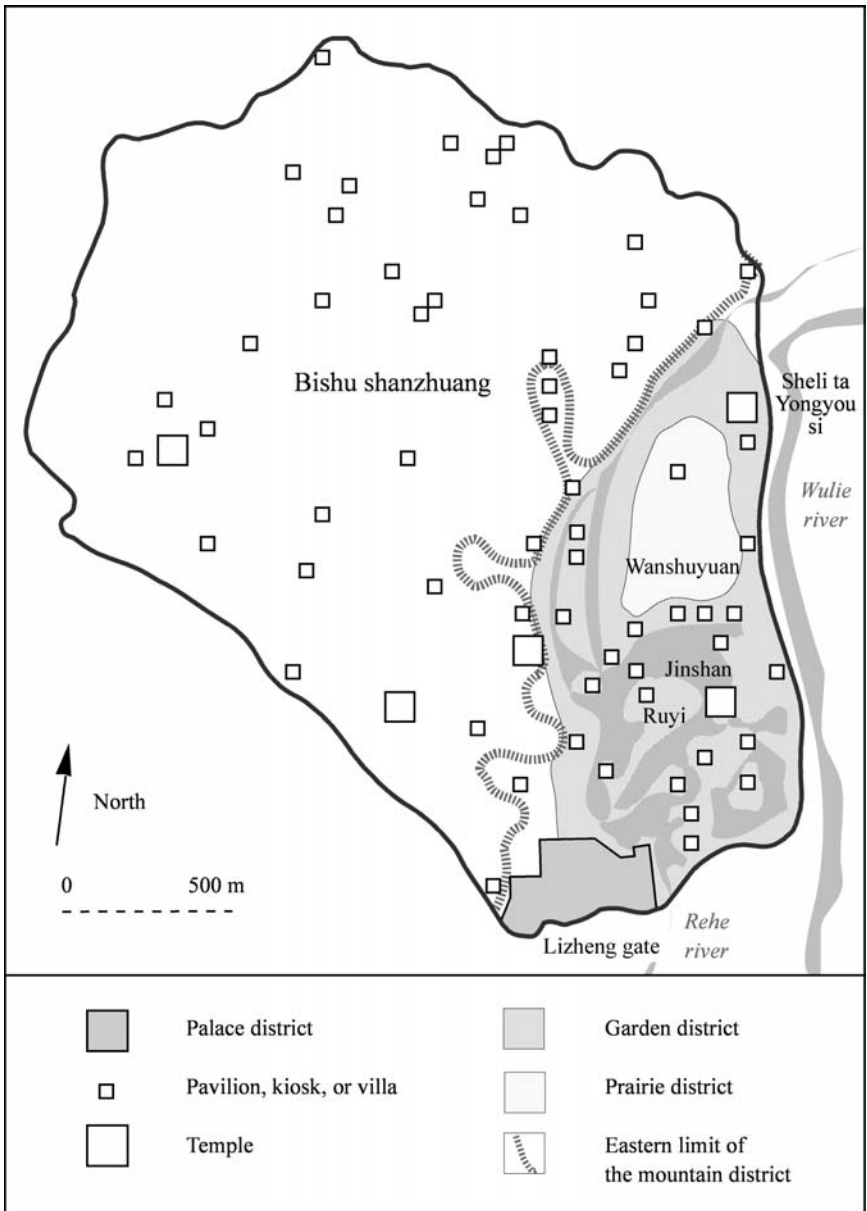 Bishu shanzhuang
Sheli ta
Yongyou
si
Wulie
river
Wanshuyuan
Jinshan
Ruyi
North
0 500 m
Lizheng gate
Rehe
river
Palace district
Pavilion, kiosk, or villa
Temple
Garden district
Prairie district
Eastern limit of
the mountain district